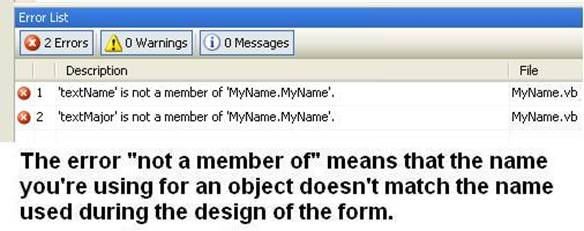 Error List
2 Errors 0 Warnings 0 Messages
Description File
1 'textName' is not a member of 'MyName.MyName'. MyName.vb
2 'textMajor' is not a member of 'MyName.MyName'. MyName.vb
The error "not a member of" means that the name
you're using for an object doesn't match the name
used during the design of the form.